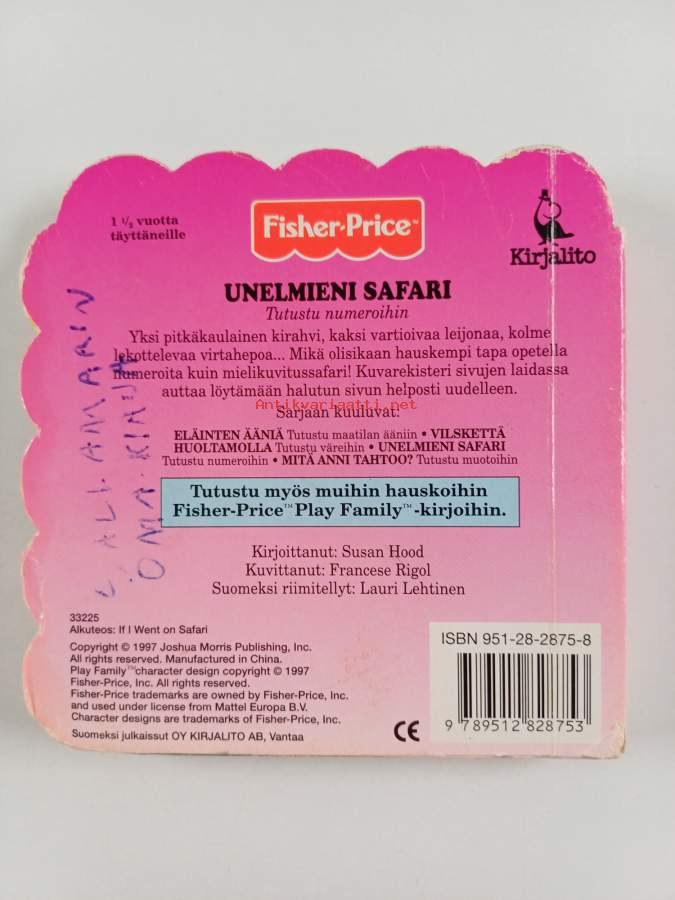 1 1/2 vuotta
täyttäneille
Fisher-Price™
Kirjalito
UNELMIENI SAFARI
Tutustu numeroihin
Yksi pitkäkaulainen kirahvi, kaksi vartioivaa leijonaa, kolme
lekottelevaa virtahepoa... Mikä olisikaan hauskempi tapa opetella
numeroita kuin mielikuvitussafari! Kuvarekisteri sivujen laidassa
auttaa löytämään halutun sivun helposti uudelleen.
Antikvariaatti.net
Sarjaan kuuluvat:
ELÄINTEN ÄÄNIÄ Tutustu maatilan ääniin • VILSKETTÄ
HUOLTAMOLLA Tutustu väreihin • UNELMIENI SAFARI
Tutustu numeroihin • MITÄ ANNI TAHTOO? Tutustu muotoihin
Tutustu myös muihin hauskoihin
Fisher-Price™ Play Family™ -kirjoihin.
Kirjoittanut: Susan Hood
Kuvittanut: Francese Rigol
Suomeksi riimitellyt: Lauri Lehtinen
OMA KIRJA
33225
Alkuteos: If I Went on Safari
Copyright © 1997 Joshua Morris Publishing, Inc.
All rights reserved. Manufactured in China.
Play Family™ character design copyright © 1997
Fisher-Price, Inc. All rights reserved.
Fisher-Price trademarks are owned by Fisher-Price, Inc.
and used under license from Mattel Europa B.V.
Character designs are trademarks of Fisher-Price, Inc.
Suomeksi julkaissut OY KIRJALITO AB, Vantaa
CE
ISBN 951-28-2875-8
9 789512 828753